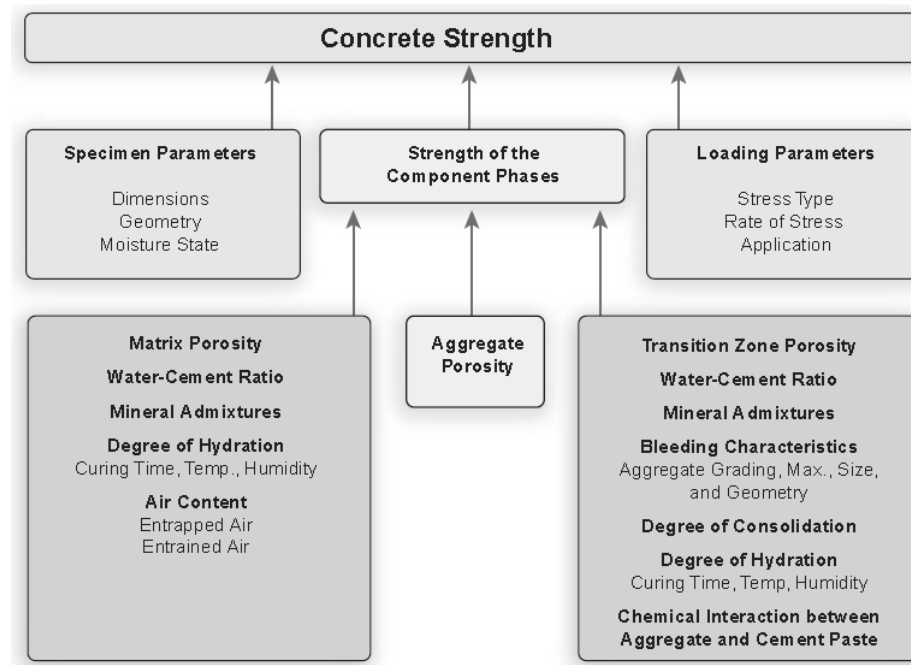 Concrete Strength
Specimen Parameters
Dimensions
Geometry
Moisture State
Strength of the
Component Phases
Loading Parameters
Stress Type
Rate of Stress
Application
Matrix Porosity
Water-Cement Ratio
Mineral Admixtures
Degree of Hydration
Curing Time, Temp., Humidity
Air Content
Entrapped Air
Entrained Air
Aggregate
Porosity
Transition Zone Porosity
Water-Cement Ratio
Mineral Admixtures
Bleeding Characteristics
Aggregate Grading, Max., Size,
and Geometry
Degree of Consolidation
Degree of Hydration
Curing Time, Temp, Humidity
Chemical Interaction between
Aggregate and Cement Paste